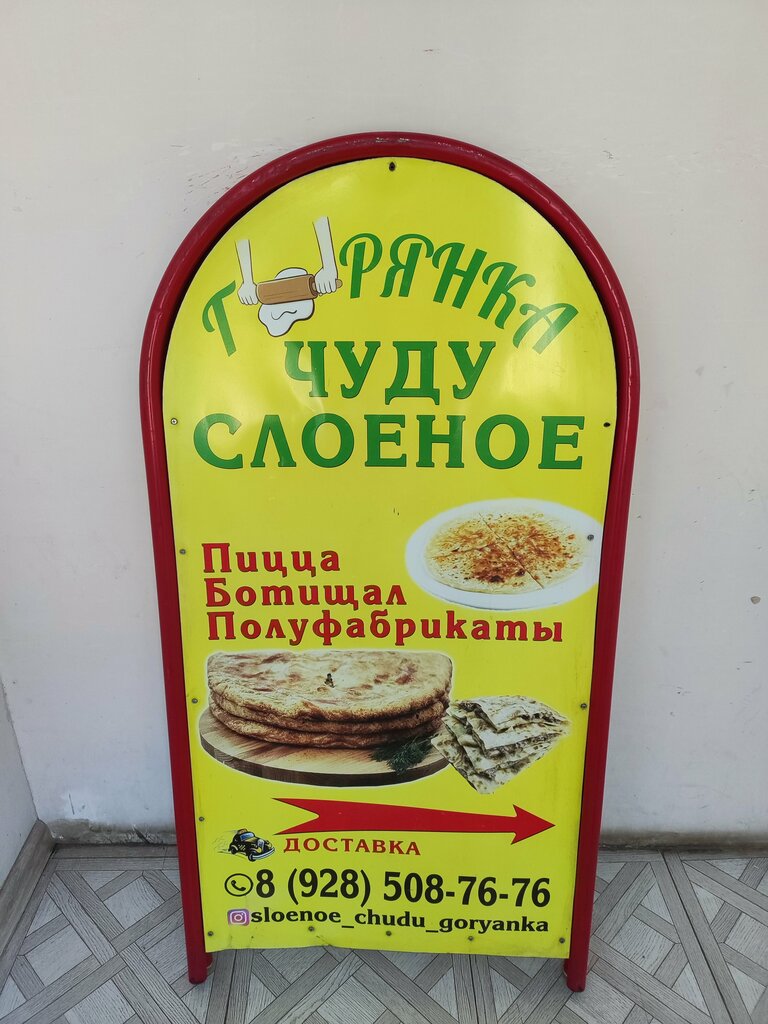 Горянка
ЧУДУ
СЛОЕНОЕ
Пицца
Ботищал
Полуфабрикаты
ДОСТАВКА
8 (928) 508-76-76
sloenoe_chudu_goryanka